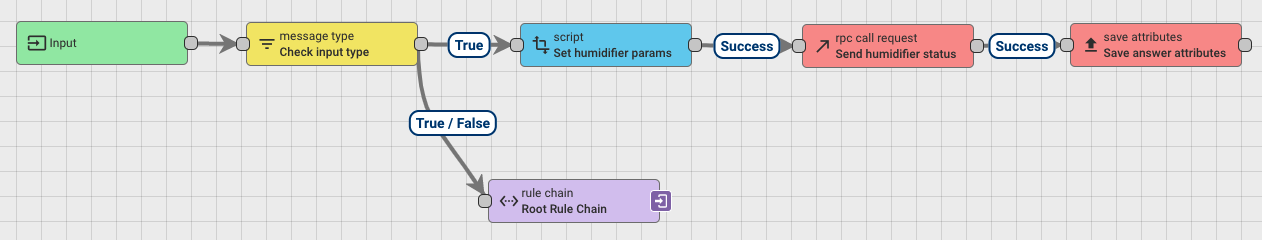 Input
message type
Check input type
True
script
Set humidifier params
Success
rpc call request
Send humidifier status
Success
save attributes
Save answer attributes
True / False
rule chain
Root Rule Chain